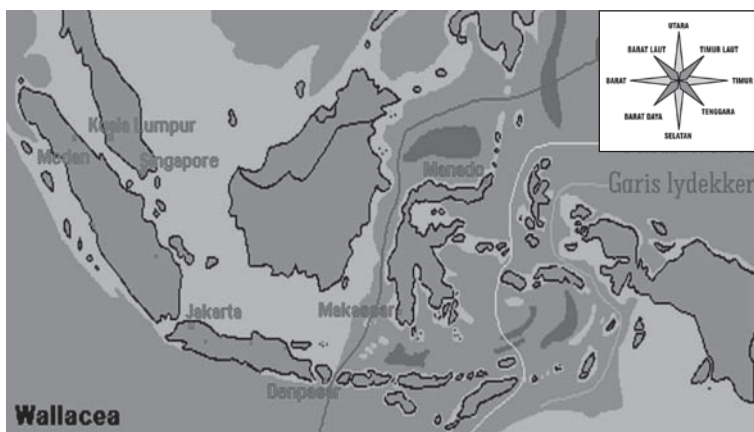 UTARA
BARAT LAUT
TIMUR LAUT
BARAT
TIMUR
BARAT DAYA
TENGGARA
SELATAN
Kuala Lumpur
Medan
Singapore
Manado
Garis lydekker
Jakarta
Makassar
Denpasar
Wallacea